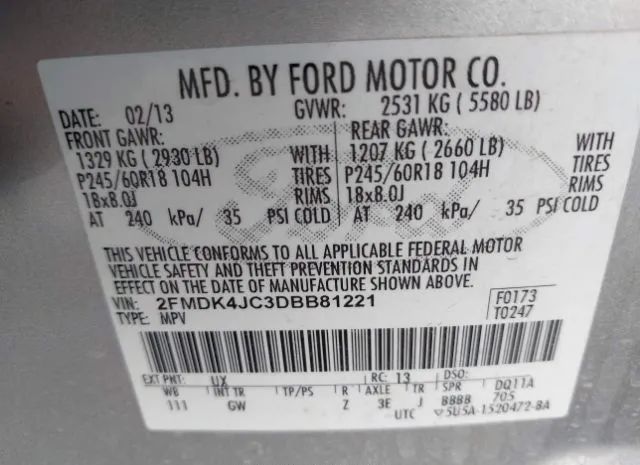 MFD. BY FORD MOTOR CO.
DATE: 02/13 GVWR: 2531 KG ( 5580 LB)
FRONT GAWR: REAR GAWR:
1329 KG ( 2930 LB) WITH 1207 KG ( 2660 LB) WITH
P245/60R18 104H TIRES P245/60R18 104H TIRES
18x8.0J RIMS 18x8.0J RIMS
AT 240 kPa/ 35 PSI COLD AT 240 kPa/ 35 PSI COLD
THIS VEHICLE CONFORMS TO ALL APPLICABLE FEDERAL MOTOR
VEHICLE SAFETY AND THEFT PREVENTION STANDARDS IN
EFFECT ON THE DATE OF MANUFACTURE SHOWN ABOVE.
VIN: 2FMDK4JC3DBB81221 F0173
TYPE: MPV T0247
EXT PNT: UX RC: 13 DSO:
WB INT TR TP/PS R AXLE TR SPR DQ11A
111 GW Z 3E J BBBB 705
UTC 5U5A-1520472-BA
Ford